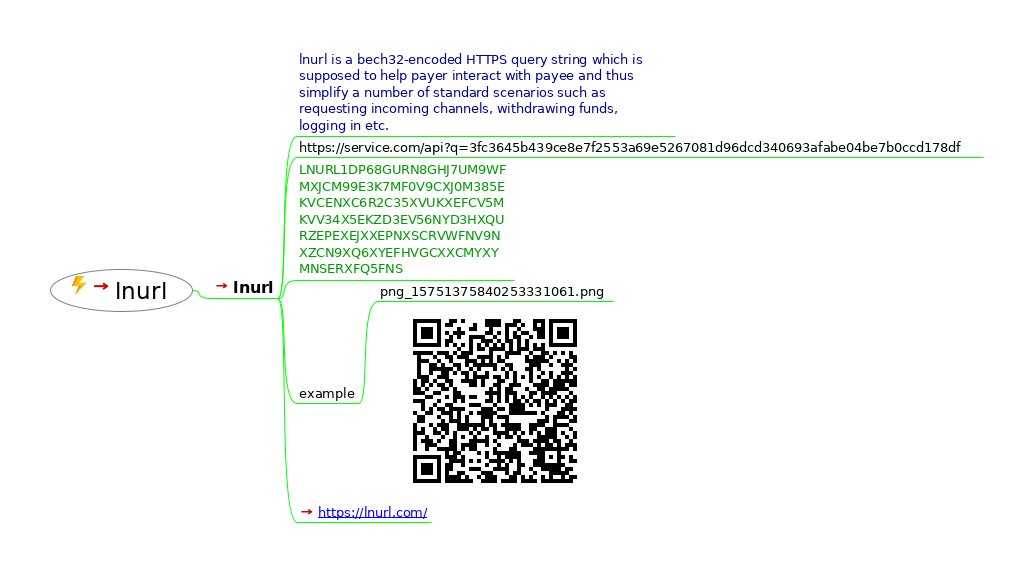 lnurl is a bech32-encoded HTTPS query string which is
supposed to help payer interact with payee and thus
simplify a number of standard scenarios such as
requesting incoming channels, withdrawing funds,
logging in etc.
https://service.com/api?q=3fc3645b439ce8e7f2553a69e5267081d96dcd340693afabe04be7b0ccd178df
LNURL1DP68GURN8GHJ7UM9WF
MXJCM99E3K7MF0V9CXJ0M385E
KVCENXC6R2C35XVUKXEFCV5M
KVV34X5EKZD3EV56NYD3HXQU
RZEPEXEJXXEPNXSCRVWFNV9N
XZCN9XQ6XYEFHVGCXXCMYXY
MNSERXFQ5FNS
→ lnurl
→ lnurl
png_15751375840253331061.png
example
→ https://lnurl.com/